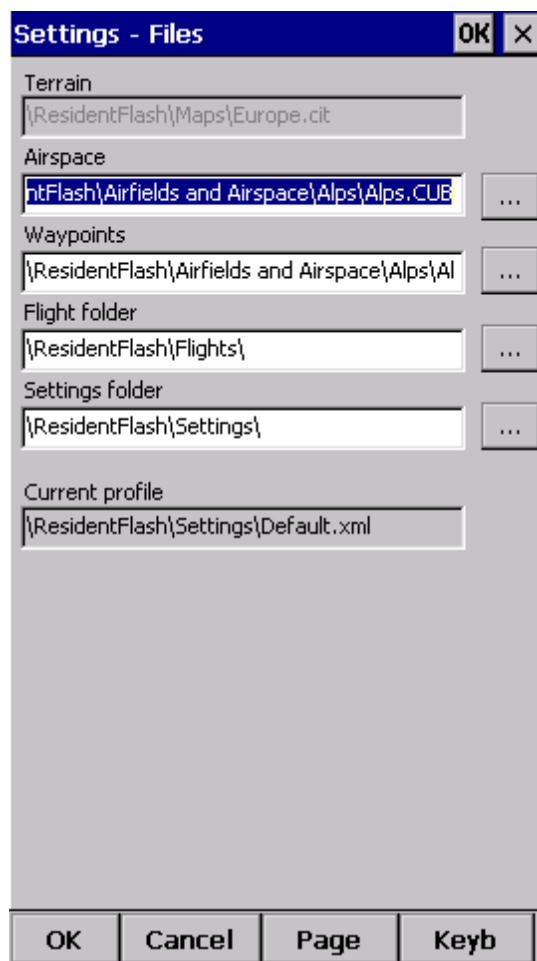 Settings - Files OK ×
Terrain
\ResidentFlash\Maps\Europe.cit
Airspace
ntFlash\Airfields and Airspace\Alps\Alps.CUB ...
Waypoints
\ResidentFlash\Airfields and Airspace\Alps\Al ...
Flight folder
\ResidentFlash\Flights\ ...
Settings folder
\ResidentFlash\Settings\ ...
Current profile
\ResidentFlash\Settings\Default.xml
OK Cancel Page Keyb